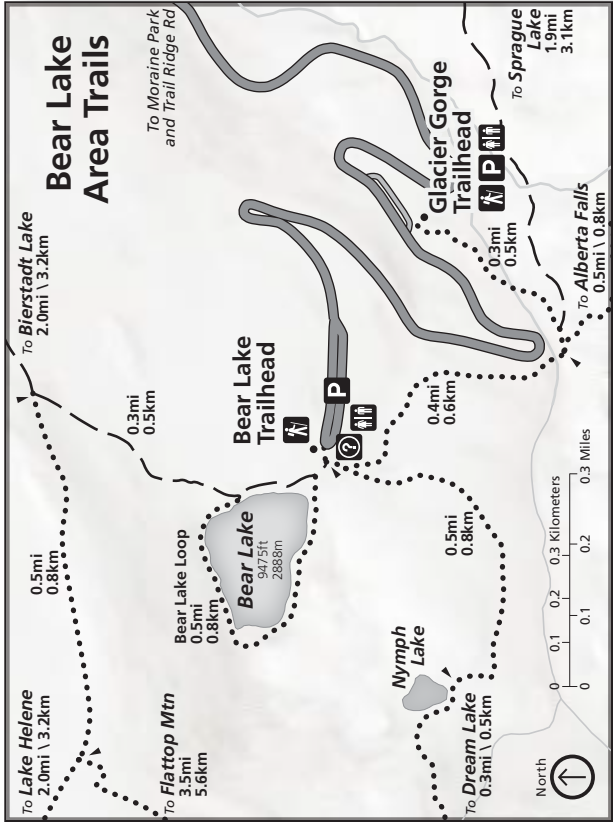 Bear Lake
Area Trails
To Moraine Park
and Trail Ridge Rd
To Bierstadt Lake
2.0mi \ 3.2km
To Lake Helene
2.0mi \ 3.2km
0.5mi
0.8km
0.3mi
0.5km
To Flattop Mtn
3.5mi
5.6km
Bear Lake Loop
0.5mi
0.8km
Bear Lake
9475ft
2888m
Bear Lake
Trailhead
P
?
Glacier Gorge
Trailhead
P
To Sprague
Lake
1.9mi
3.1km
0.3mi
0.5km
0.4mi
0.6km
To Alberta Falls
0.5mi \ 0.8km
Nymph
Lake
0.5mi
0.8km
To Dream Lake
0.3mi \ 0.5km
North
0 0.1 0.2 0.3 Kilometers
0 0.1 0.2 0.3 Miles